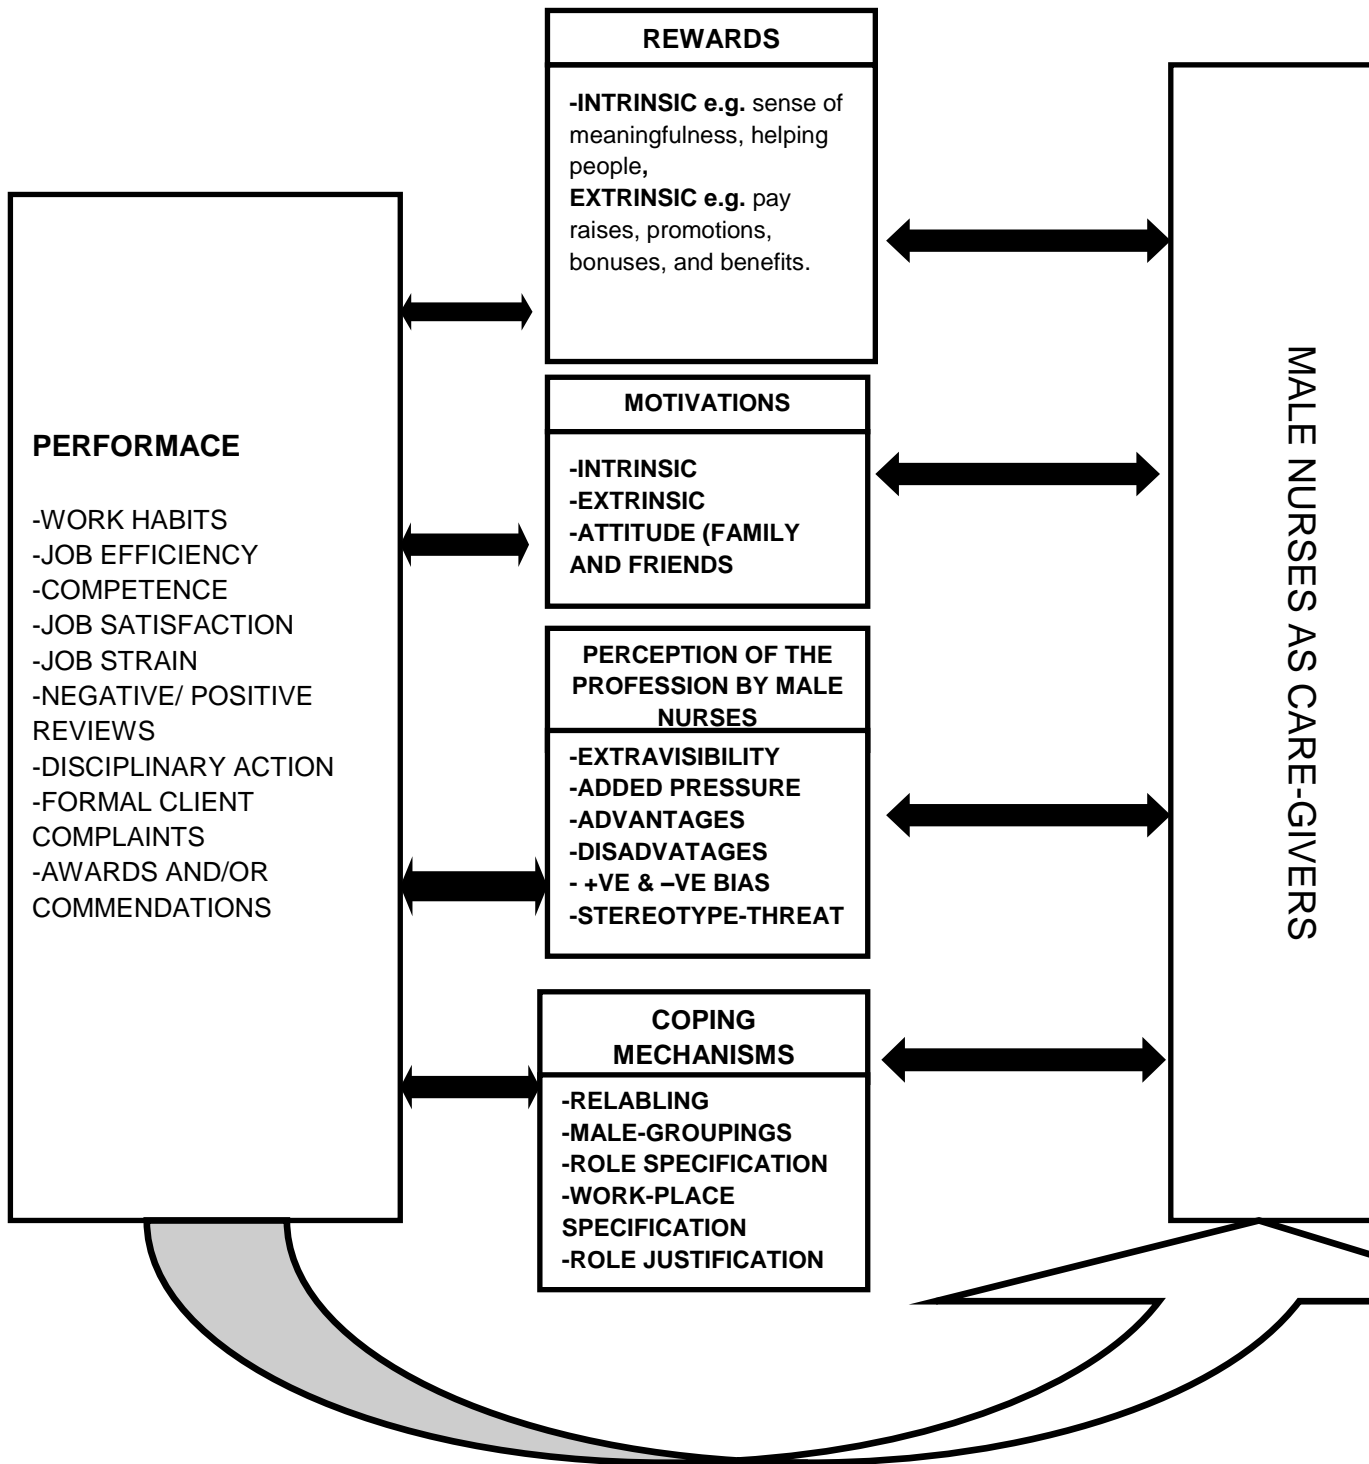 REWARDS
-INTRINSIC e.g. sense of
meaningfulness, helping
people,
EXTRINSIC e.g. pay
raises, promotions,
bonuses, and benefits.
PERFORMACE
-WORK HABITS
-JOB EFFICIENCY
-COMPETENCE
-JOB SATISFACTION
-JOB STRAIN
-NEGATIVE/ POSITIVE
REVIEWS
-DISCIPLINARY ACTION
-FORMAL CLIENT
COMPLAINTS
-AWARDS AND/OR
COMMENDATIONS
MOTIVATIONS
-INTRINSIC
-EXTRINSIC
-ATTITUDE (FAMILY
AND FRIENDS
PERCEPTION OF THE
PROFESSION BY MALE
NURSES
-EXTRAVISIBILITY
-ADDED PRESSURE
-ADVANTAGES
-DISADVATAGES
- +VE & –VE BIAS
-STEREOTYPE-THREAT
COPING
MECHANISMS
-RELABLING
-MALE-GROUPINGS
-ROLE SPECIFICATION
-WORK-PLACE
SPECIFICATION
-ROLE JUSTIFICATION
MALE NURSES AS CARE-GIVERS